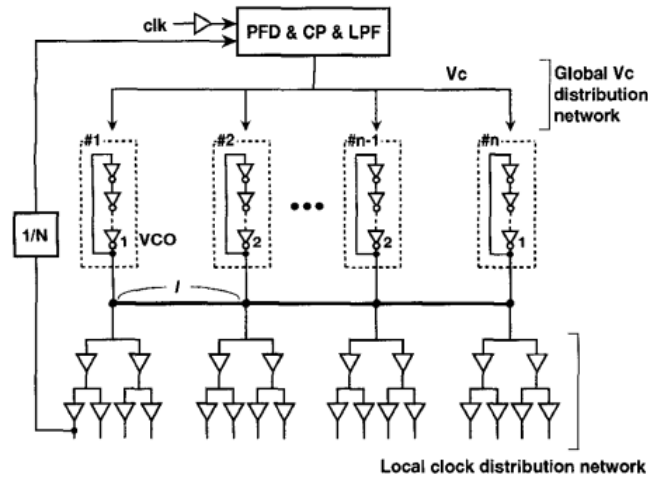 clk
PFD & CP & LPF
Vc
Global Vc
distribution
network
#1
#2
#n-1
#n
1/N
1
VCO
2
2
1
l
Local clock distribution network